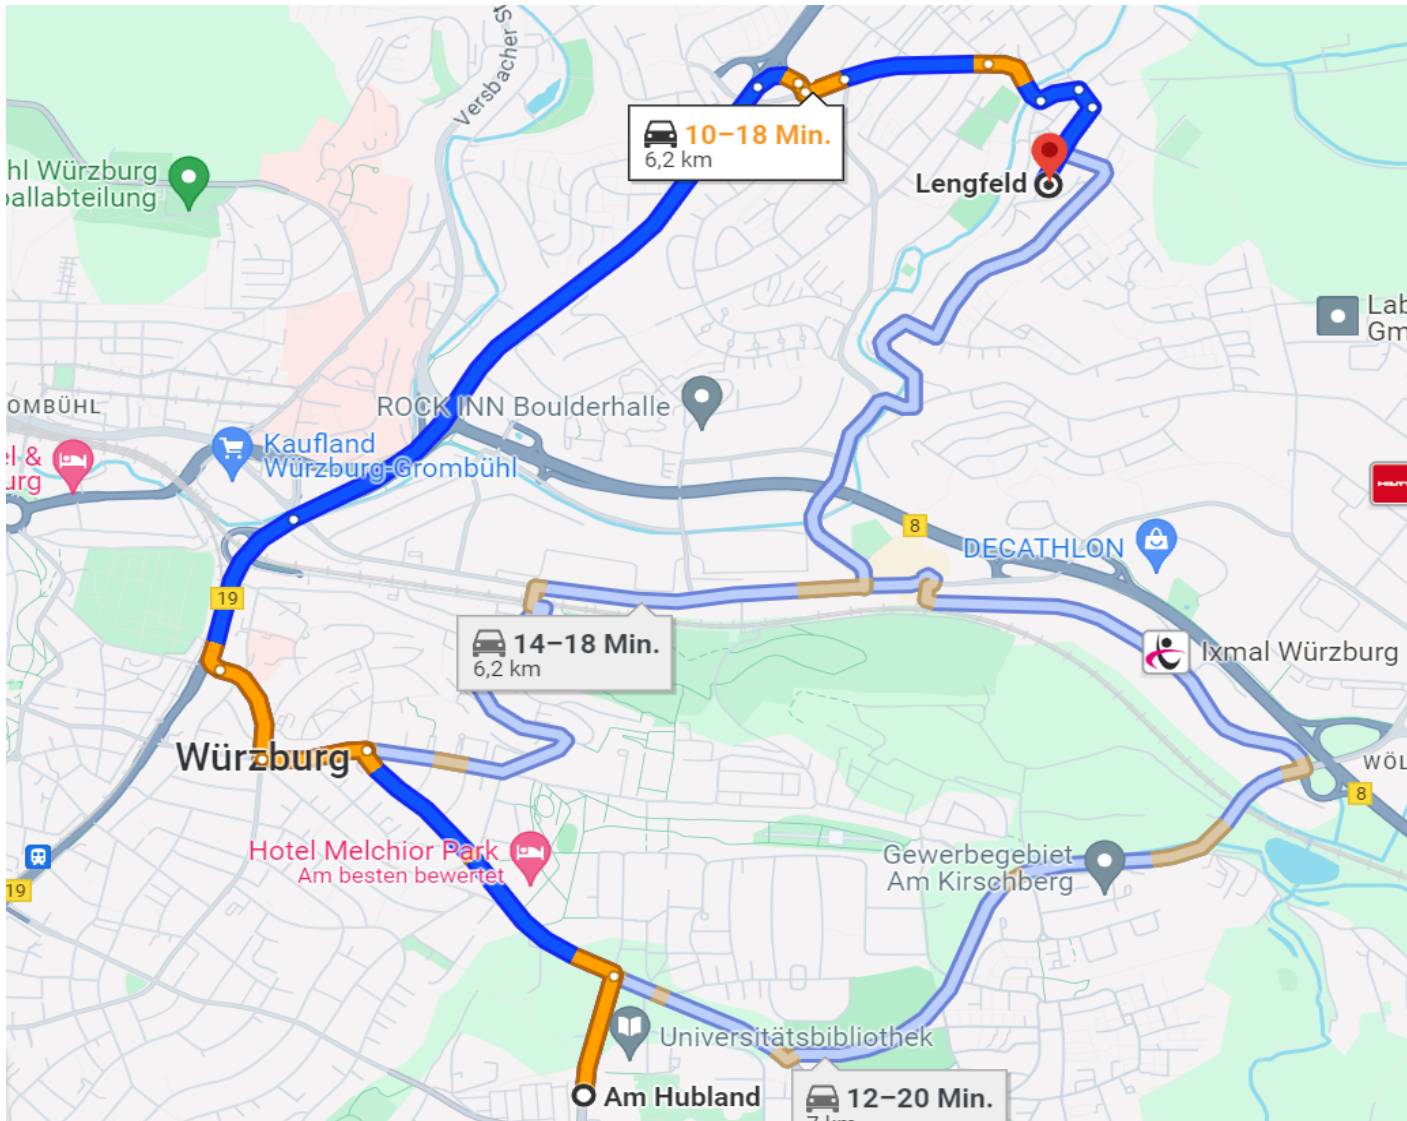 Versbacher
10–18 Min.
6,2 km
hl Würzburg
ballabteilung
Lengfeld
Lab
Gm
OMBÜHL
ROCK INN Boulderhalle
el &
urg
Kaufland
Würzburg-Grombühl
8
DECATHLON
19
14–18 Min.
6,2 km
Ixmal Würzburg
Würzburg
WÖL
8
Hotel Melchior Park
Am besten bewertet
Gewerbegebiet
Am Kirschberg
19
Universitätsbibliothek
Am Hubland
12–20 Min.